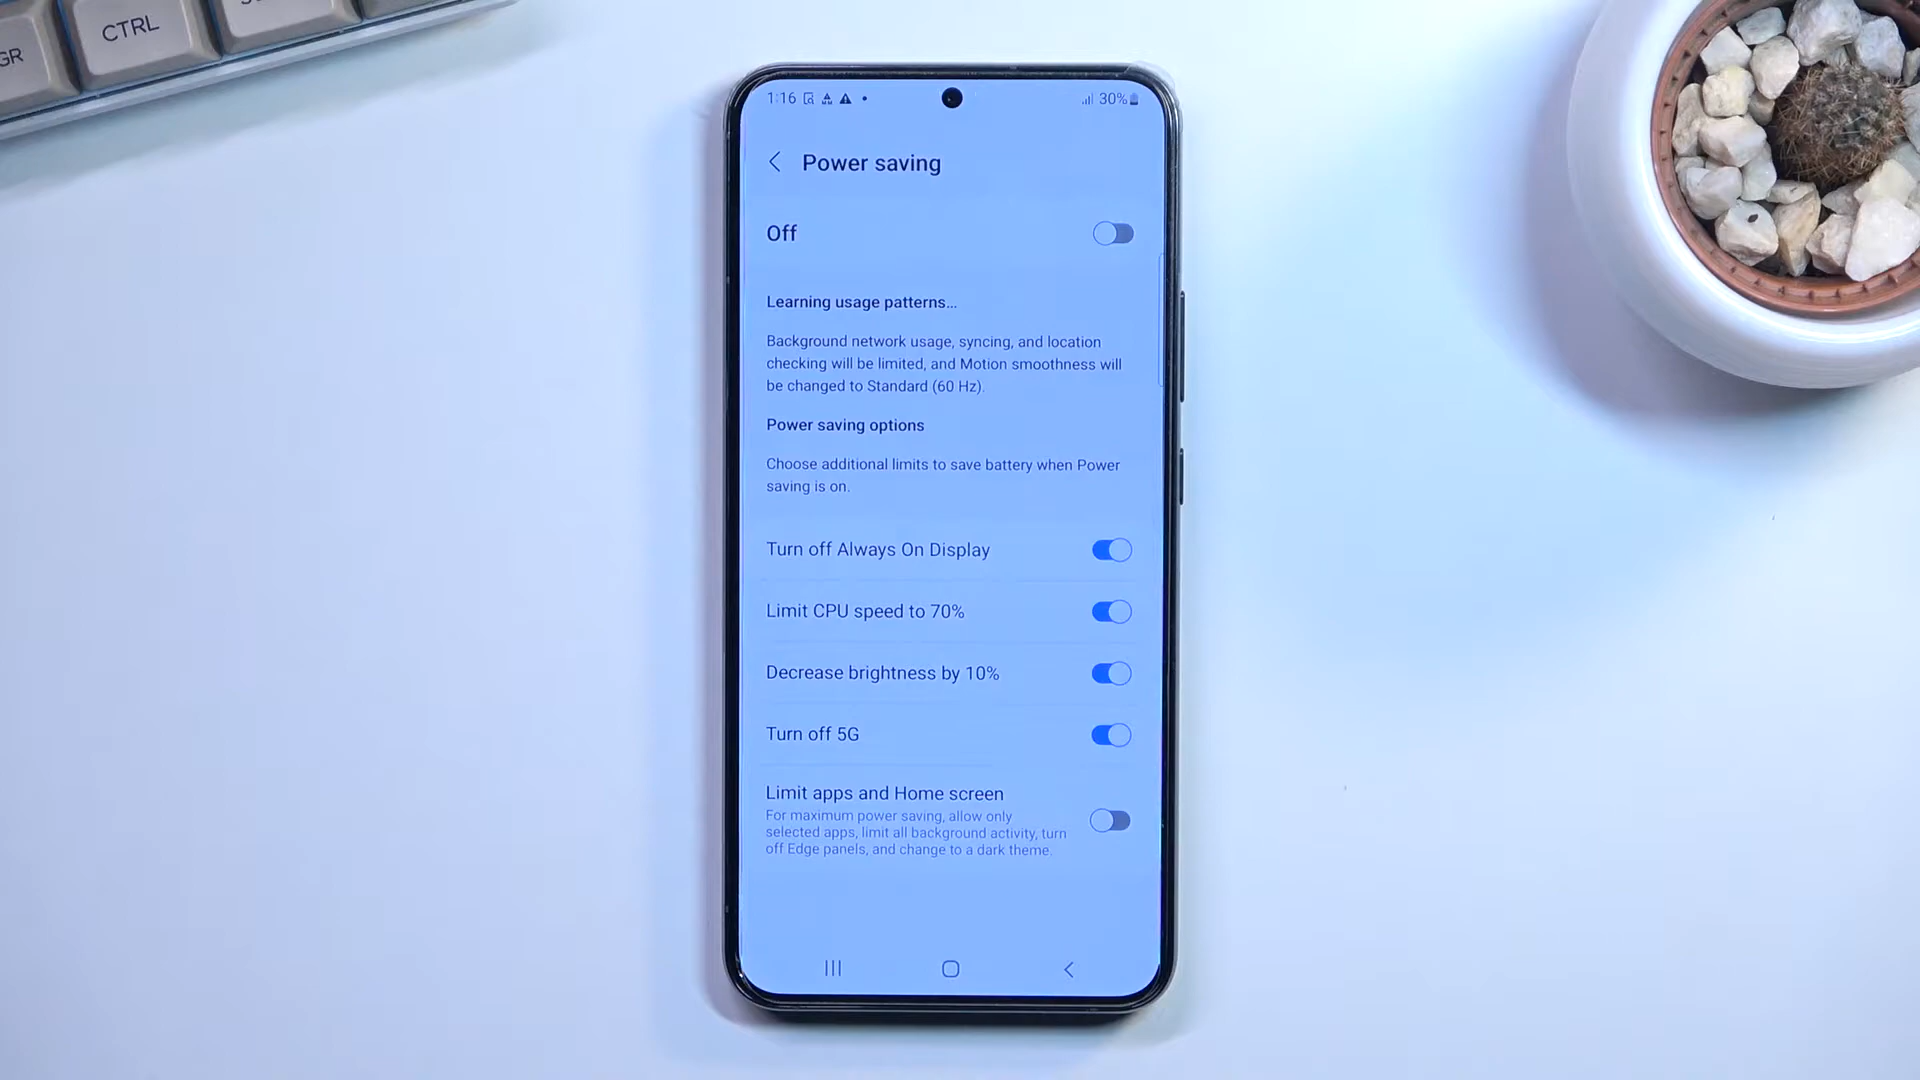 CTRL
GR
1:16
30%
Power saving
Off
Learning usage patterns...
Background network usage, syncing, and location
checking will be limited, and Motion smoothness will
be changed to Standard (60 Hz).
Power saving options
Choose additional limits to save battery when Power
saving is on.
Turn off Always On Display
Limit CPU speed to 70%
Decrease brightness by 10%
Turn off 5G
Limit apps and Home screen
For maximum power saving, allow only
selected apps, limit all background activity, turn
off Edge panels, and change to a dark theme.